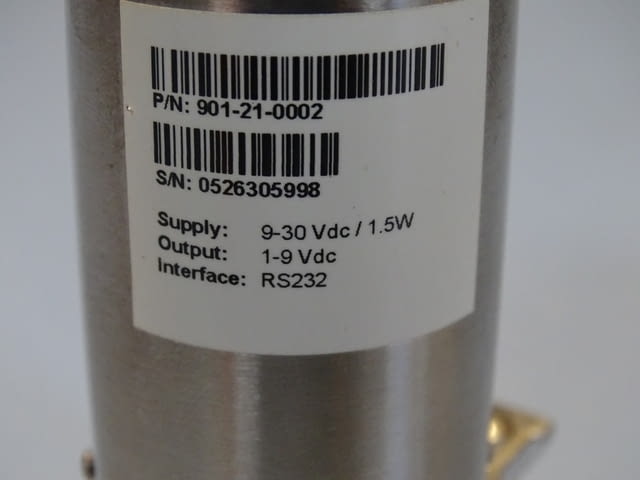 P/N: 901-21-0002
S/N: 0526305998
Supply: 9-30 Vdc / 1.5W
Output: 1-9 Vdc
Interface: RS232